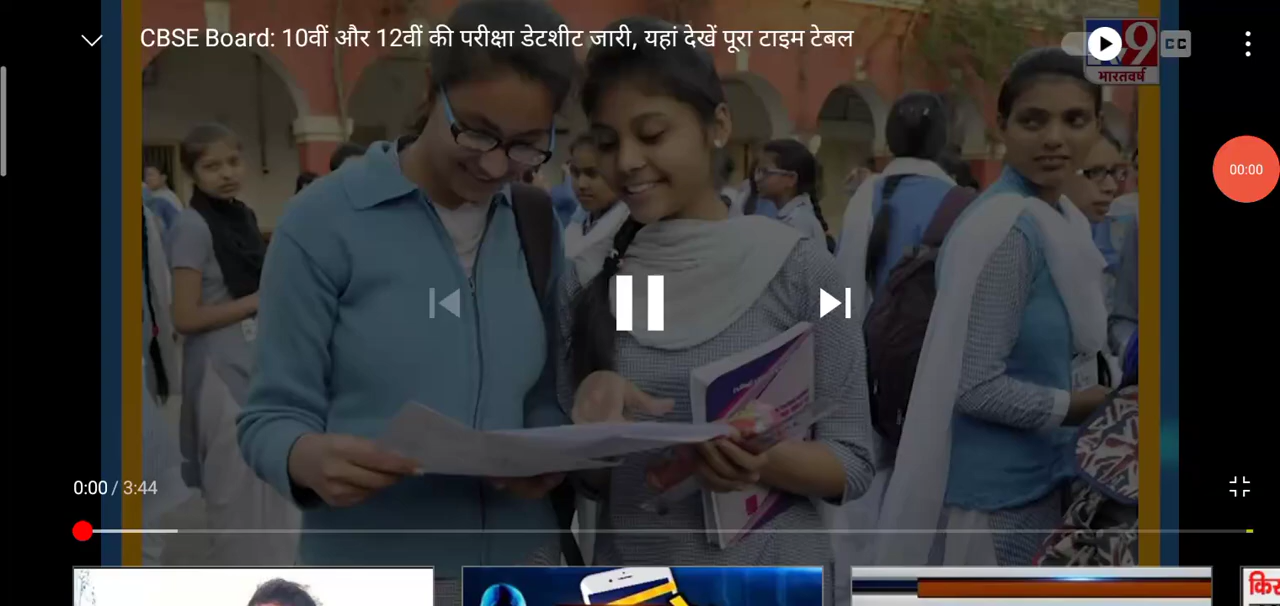 CBSE Board: 10वीं और 12वीं की परीक्षा डेटशीट जारी, यहां देखें पूरा टाइम टेबल
CC
9
भारतवर्ष
00:00
0:00 / 3:44